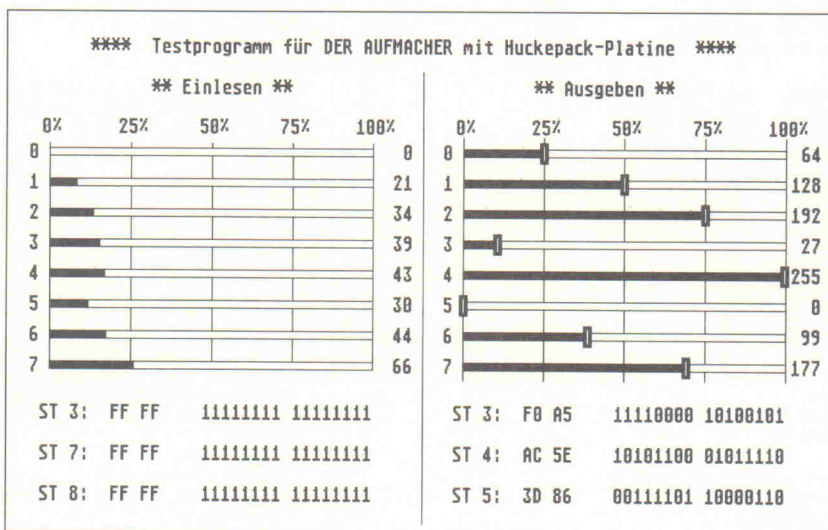 **** Testprogramm für DER AUFMACHER mit Huckepack-Platine ****
** Einlesen **
0% 25% 50% 75% 100%
0 0
1 21
2 34
3 39
4 43
5 30
6 44
7 66
ST 3: FF FF 11111111 11111111
ST 7: FF FF 11111111 11111111
ST 8: FF FF 11111111 11111111
** Ausgeben **
0% 25% 50% 75% 100%
0 64
1 128
2 192
3 27
4 255
5 0
6 99
7 177
ST 3: F0 A5 11110000 10100101
ST 4: AC 5E 10101100 01011110
ST 5: 3D 86 00111101 10000110